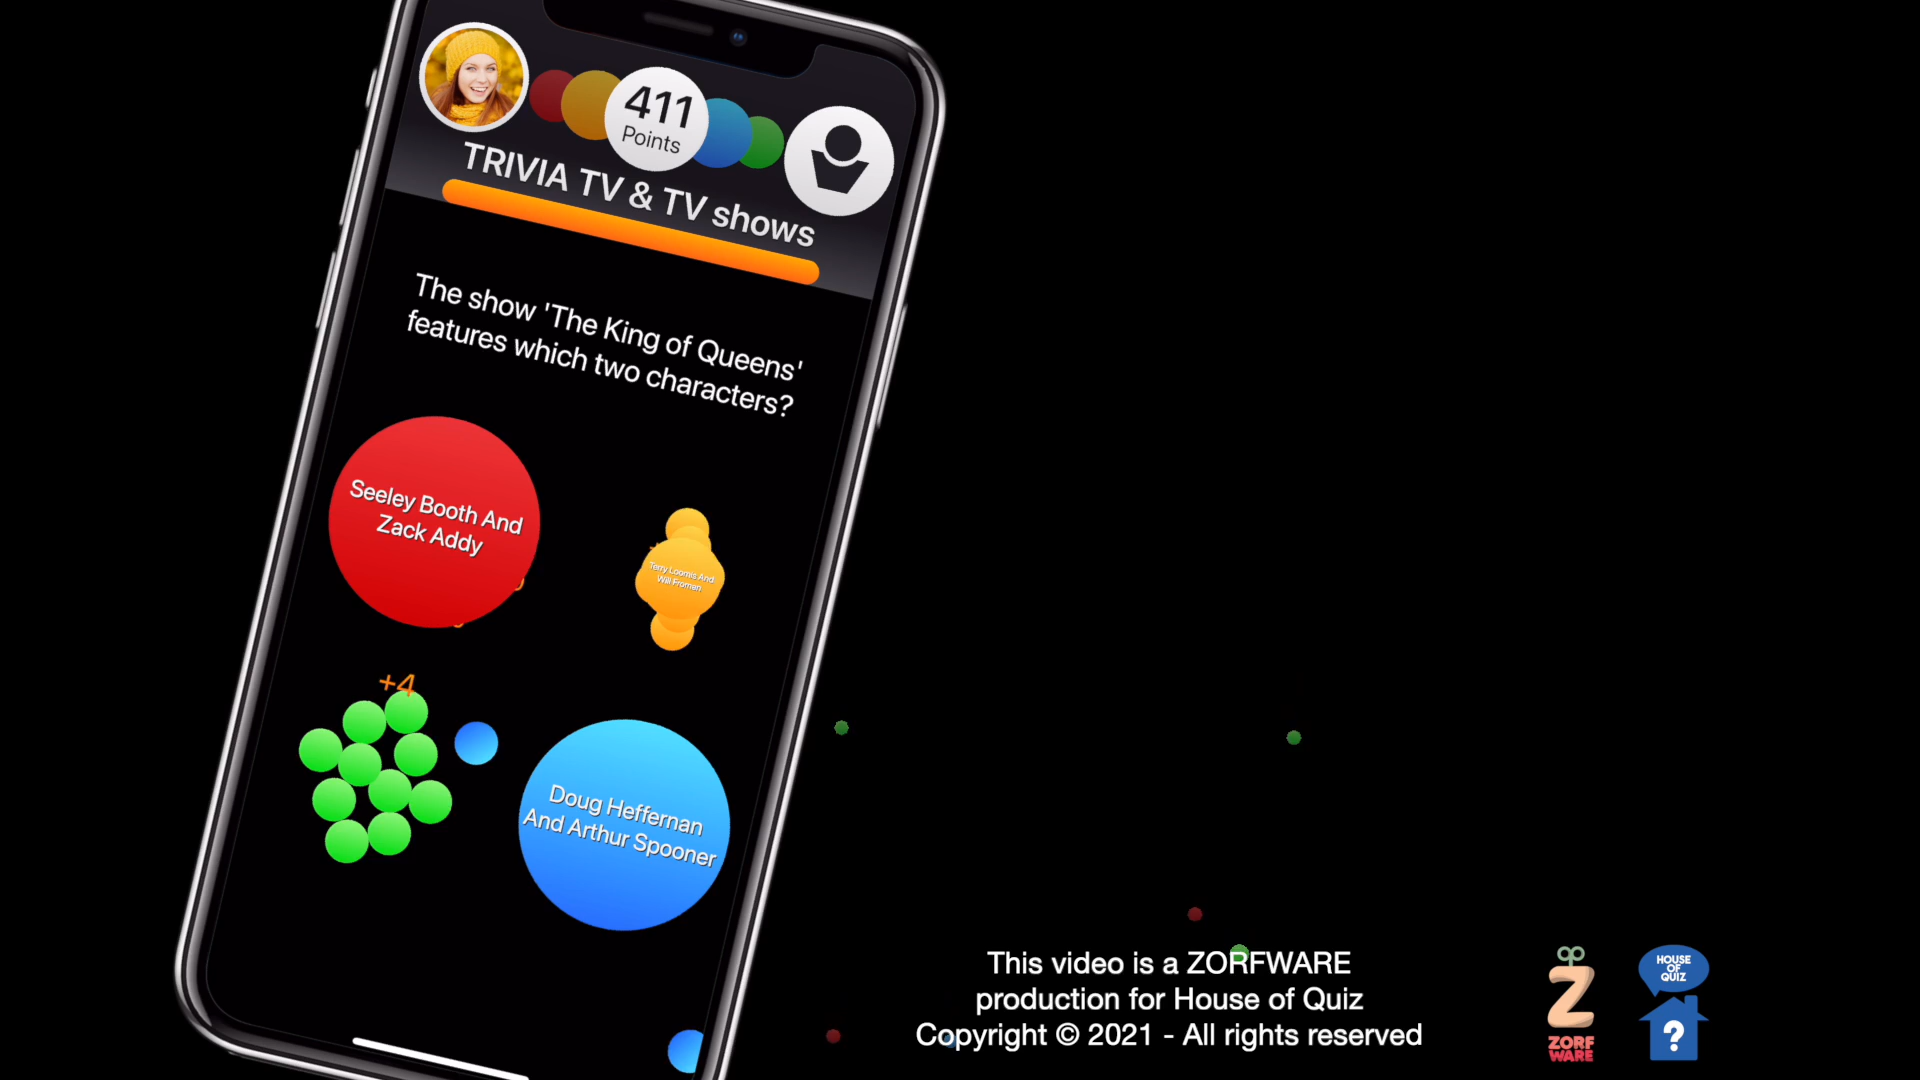 411
Points
TRIVIA TV & TV shows
The show 'The King of Queens'
features which two characters?
Seeley Booth And
Zack Addy
Terry Loomis And
Will Froman
+4
Doug Heffernan
And Arthur Spooner
This video is a ZORFWARE
production for House of Quiz
Copyright © 2021 - All rights reserved
Z
ZORF
WARE
HOUSE
OF
QUIZ
?